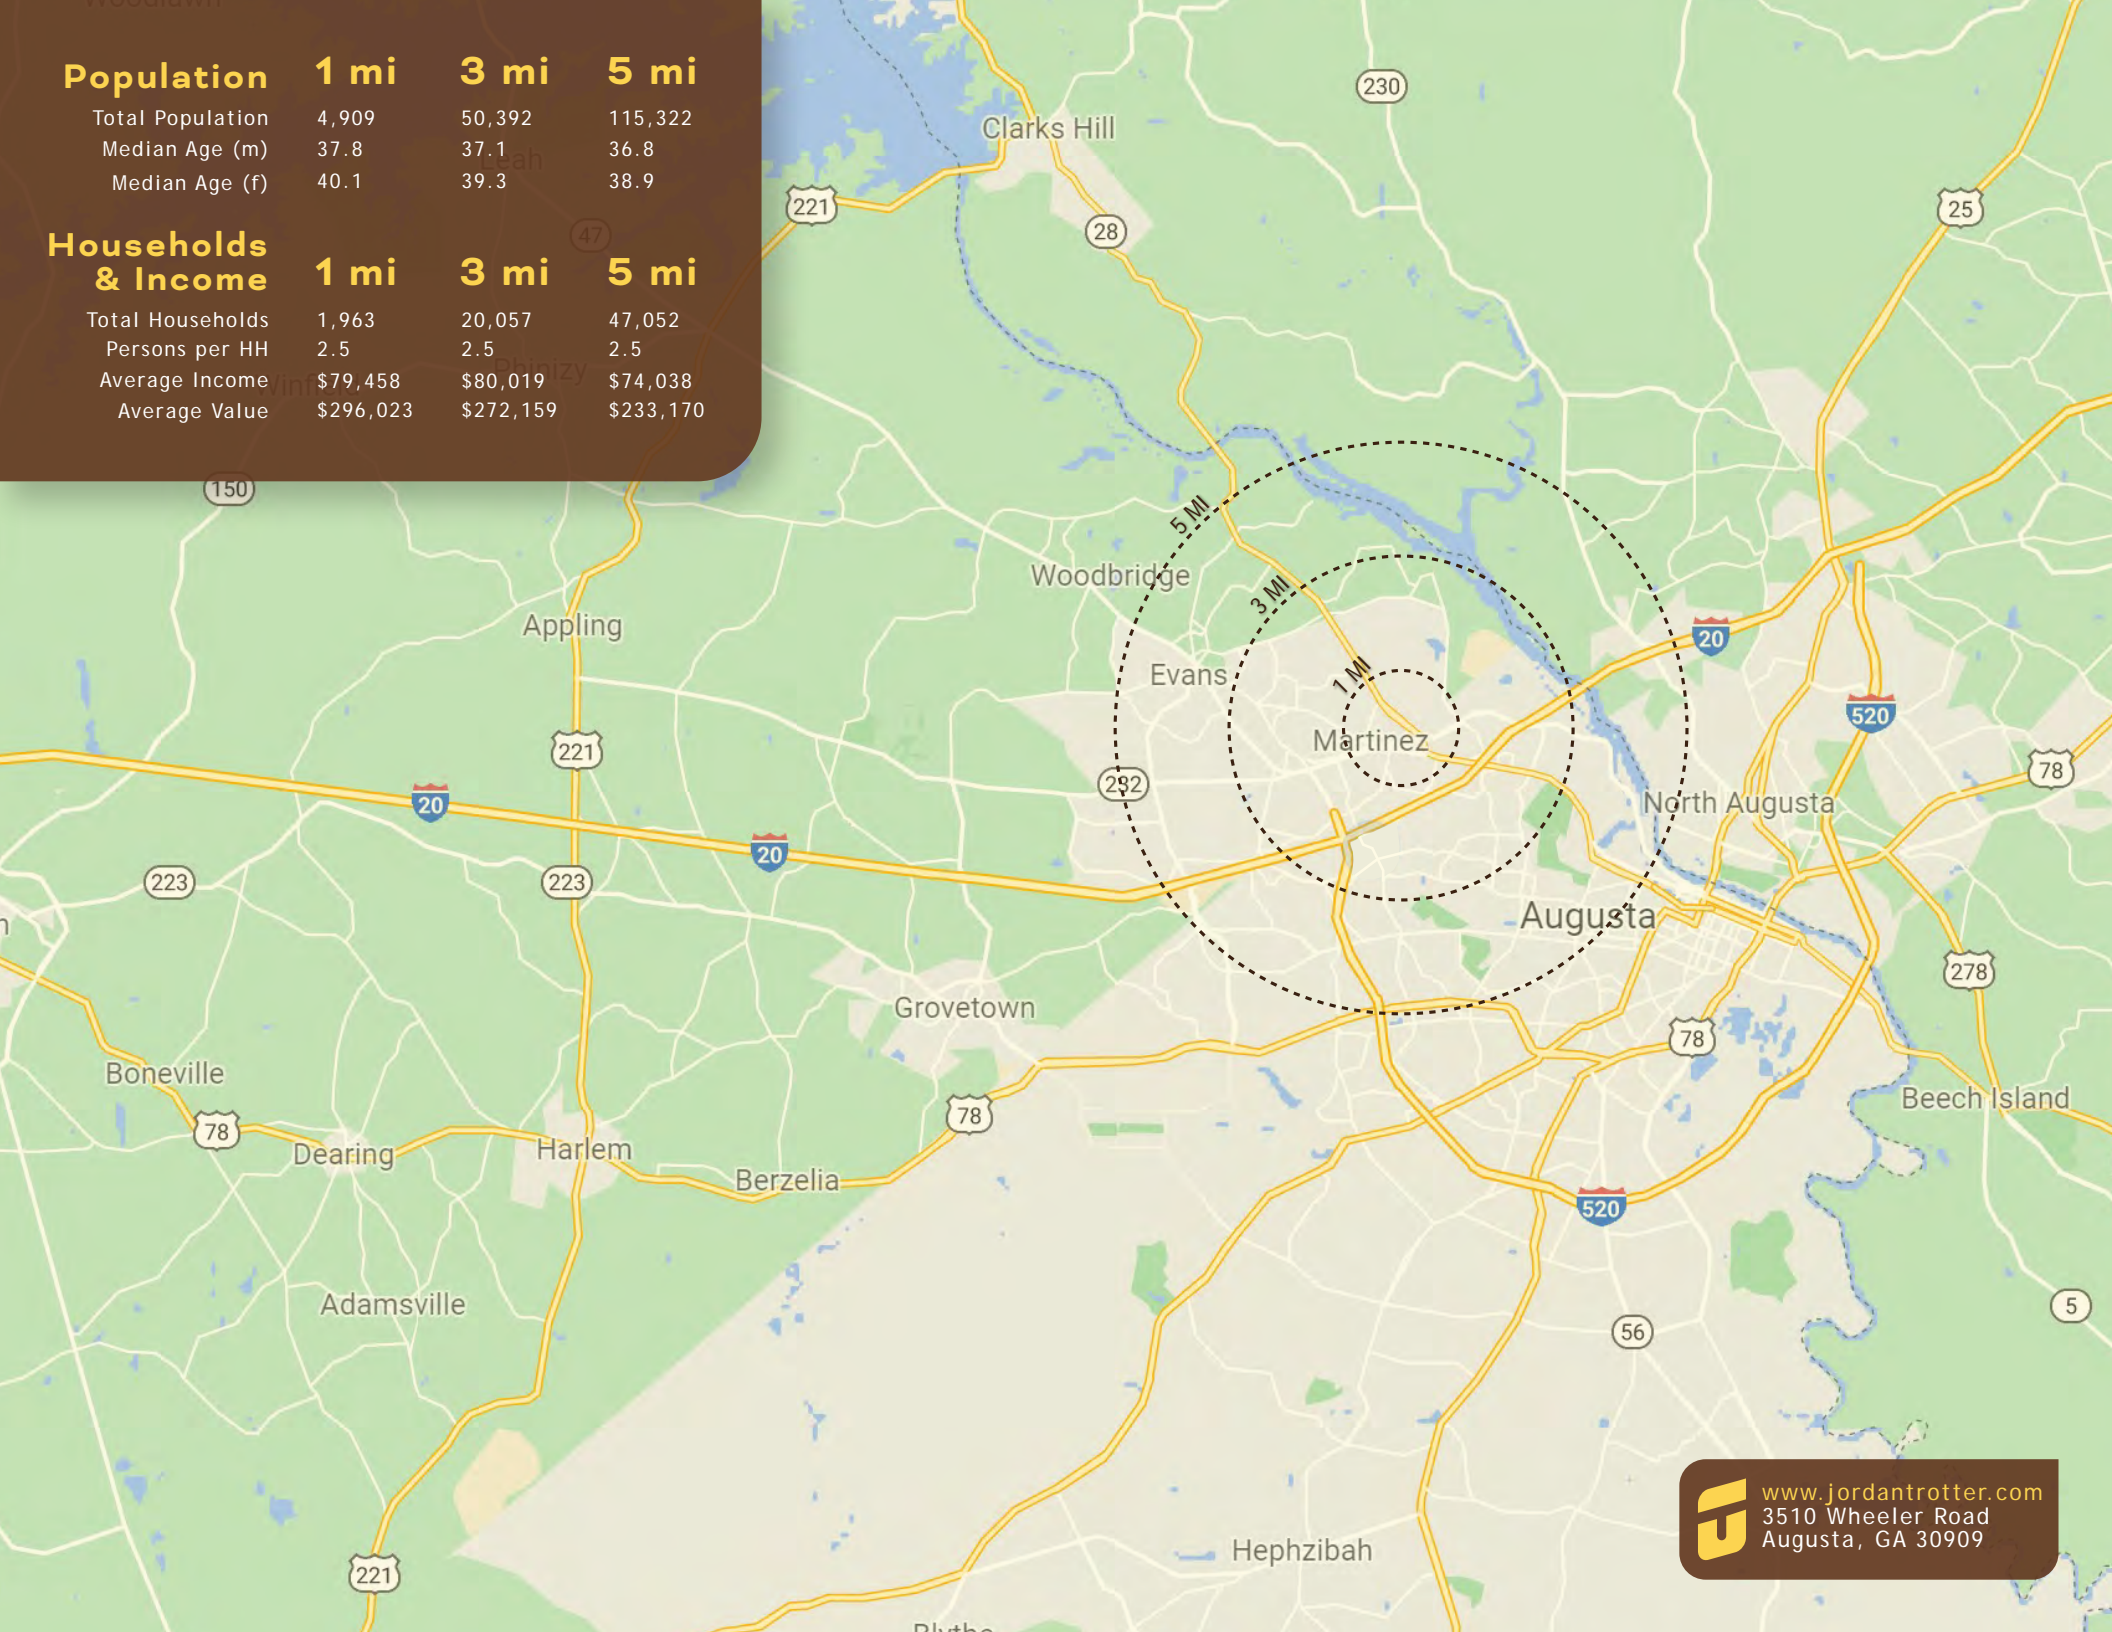 Woodlawn
Population 1 mi 3 mi 5 mi
Total Population 4,909 50,392 115,322
Median Age (m) 37.8 37.1 36.8
Median Age (f) 40.1 39.3 38.9
Households
& Income 1 mi 3 mi 5 mi
Total Households 1,963 20,057 47,052
Persons per HH 2.5 2.5 2.5
Average Income $79,458 $80,019 $74,038
Average Value $296,023 $272,159 $233,170
Leah
47
Phinizy
Winfield
230
Clarks Hill
221
28
25
150
5 MI
Woodbridge
3 MI
Appling
20
1 MI
Evans
520
221
Martinez
78
232
20
North Augusta
20
223
223
Augusta
278
Grovetown
78
Boneville
Beech Island
78
78
Dearing
Harlem
Berzelia
520
Adamsville
5
56
www.jordantrotter.com
3510 Wheeler Road
Augusta, GA 30909
Hephzibah
221
Blythe